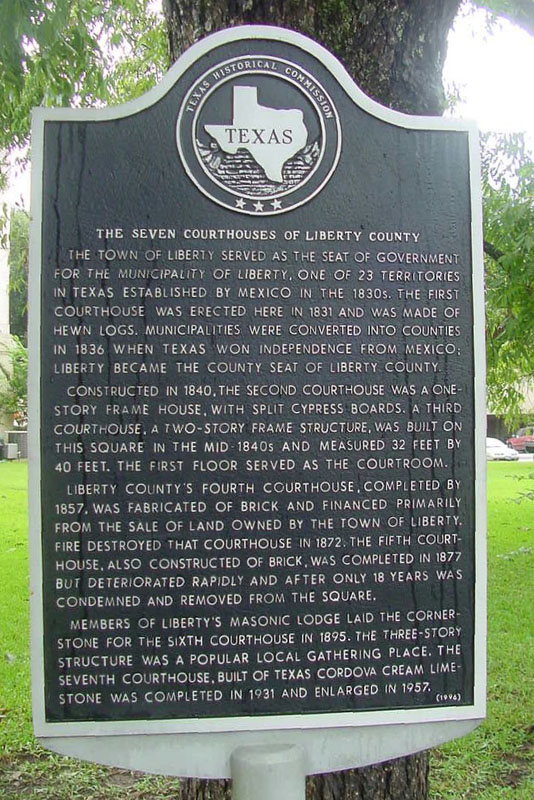 TEXAS HISTORICAL COMMISSION
TEXAS
THE SEVEN COURTHOUSES OF LIBERTY COUNTY
THE TOWN OF LIBERTY SERVED AS THE SEAT OF GOVERNMENT
FOR THE MUNICIPALITY OF LIBERTY, ONE OF 23 TERRITORIES
IN TEXAS ESTABLISHED BY MEXICO IN THE 1830S. THE FIRST
COURTHOUSE WAS ERECTED HERE IN 1831 AND WAS MADE OF
HEWN LOGS. MUNICIPALITIES WERE CONVERTED INTO COUNTIES
IN 1836 WHEN TEXAS WON INDEPENDENCE FROM MEXICO;
LIBERTY BECAME THE COUNTY SEAT OF LIBERTY COUNTY.
CONSTRUCTED IN 1840, THE SECOND COURTHOUSE WAS A ONE-
STORY FRAME HOUSE, WITH SPLIT CYPRESS BOARDS. A THIRD
COURTHOUSE, A TWO-STORY FRAME STRUCTURE, WAS BUILT ON
THIS SQUARE IN THE MID-1840s AND MEASURED 32 FEET BY
40 FEET. THE FIRST FLOOR SERVED AS THE COURTROOM.
LIBERTY COUNTY'S FOURTH COURTHOUSE, COMPLETED BY
1857, WAS FABRICATED OF BRICK AND FINANCED PRIMARILY
FROM THE SALE OF LAND OWNED BY THE TOWN OF LIBERTY.
FIRE DESTROYED THAT COURTHOUSE IN 1872. THE FIFTH COURT-
HOUSE, ALSO CONSTRUCTED OF BRICK, WAS COMPLETED IN 1877
BUT DETERIORATED RAPIDLY AND AFTER ONLY 18 YEARS WAS
CONDEMNED AND REMOVED FROM THE SQUARE.
MEMBERS OF LIBERTY'S MASONIC LODGE LAID THE CORNER-
STONE FOR THE SIXTH COURTHOUSE IN 1895. THE THREE-STORY
STRUCTURE WAS A POPULAR LOCAL GATHERING PLACE. THE
SEVENTH COURTHOUSE, BUILT OF TEXAS CORDOVA CREAM LIME-
STONE WAS COMPLETED IN 1931 AND ENLARGED IN 1957.
(1996)